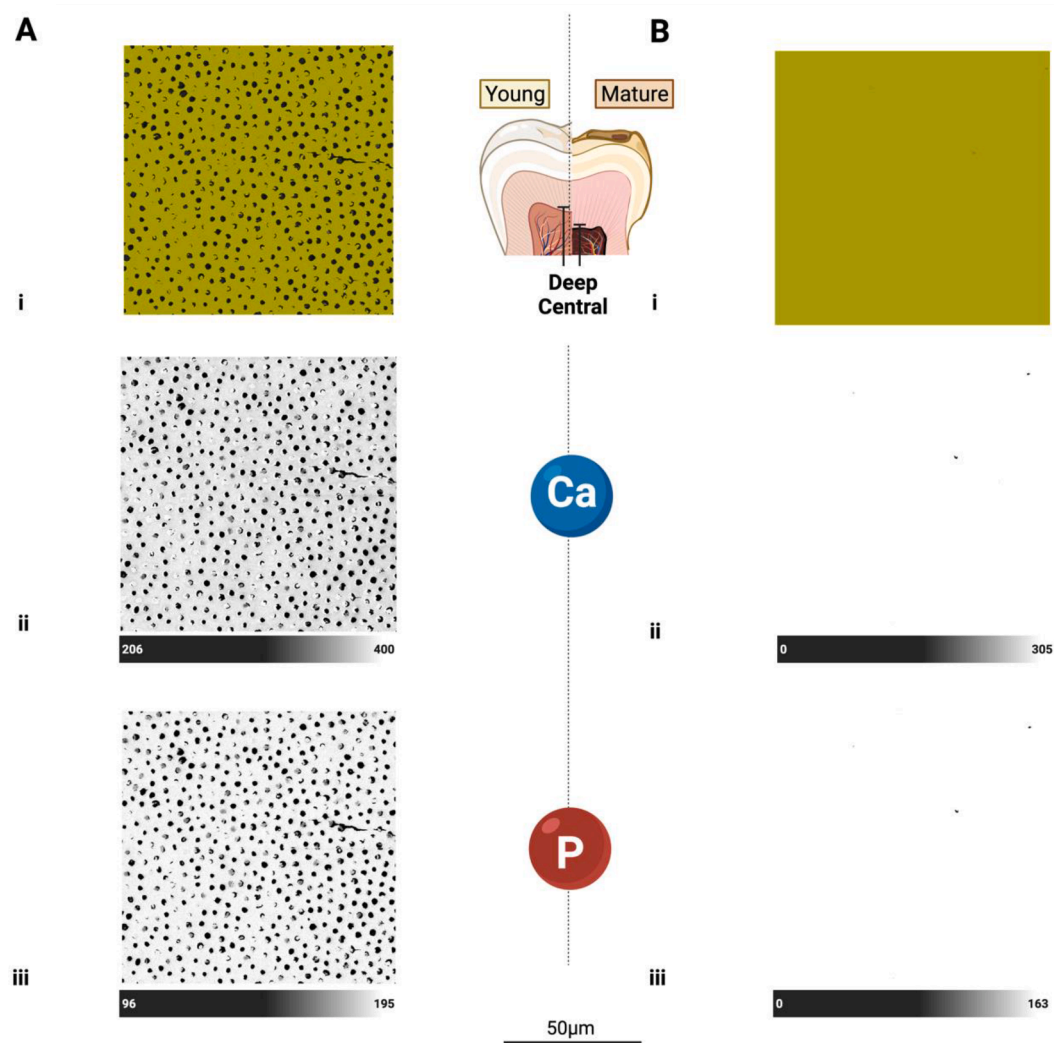 A
B
Young
Mature
Deep
Central
i
i
Ca
ii
206
400
ii
0
305
P
iii
96
195
iii
0
163
50µm